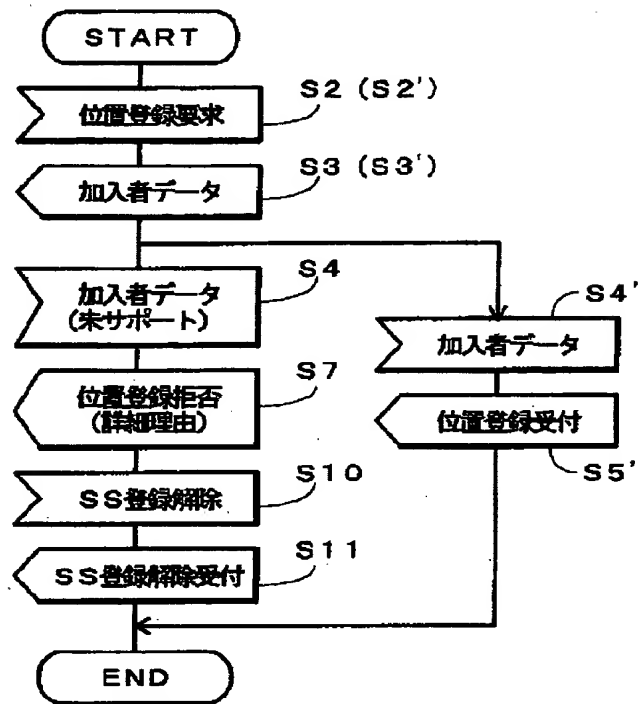 START
位置登録要求
S2 (S2')
加入者データ
S3 (S3')
加入者データ
(未サポート)
S4
位置登録拒否
(詳細理由)
S7
SS登録解除
S10
SS登録解除受付
S11
S4'
加入者データ
位置登録受付
S5'
END